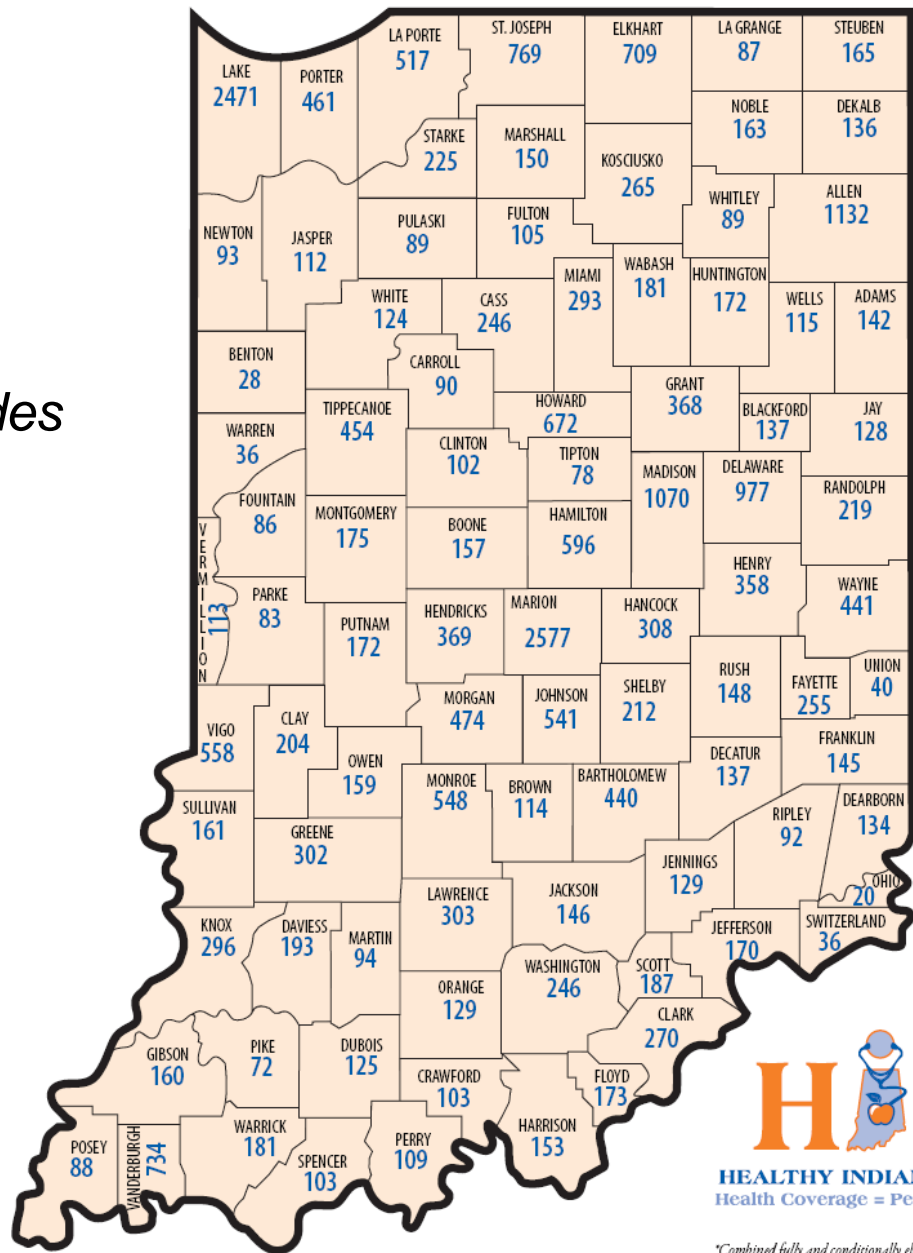 LA PORTE
517
ST. JOSEPH
769
ELKHART
709
LA GRANGE
87
STEUBEN
165
LAKE
2471
PORTER
461
NOBLE
163
DEKALB
136
STARKE
225
MARSHALL
150
KOSCIUSKO
265
WHITLEY
89
ALLEN
1132
NEWTON
93
JASPER
112
PULASKI
89
FULTON
105
MIAMI
293
WABASH
181
HUNTINGTON
172
WELLS
115
ADAMS
142
WHITE
124
CASS
246
BENTON
28
CARROLL
90
GRANT
368
des
TIPPECANOE
454
HOWARD
672
BLACKFORD
137
JAY
128
WARREN
36
CLINTON
102
TIPTON
78
MADISON
1070
DELAWARE
977
RANDOLPH
219
FOUNTAIN
86
MONTGOMERY
175
BOONE
157
HAMILTON
596
VERMILLION
113
HENRY
358
WAYNE
441
PARKE
83
PUTNAM
172
HENDRICKS
369
MARION
2577
HANCOCK
308
RUSH
148
FAYETTE
255
UNION
40
VIGO
558
CLAY
204
MORGAN
474
JOHNSON
541
SHELBY
212
FRANKLIN
145
OWEN
159
MONROE
548
BROWN
114
BARTHOLOMEW
440
DECATUR
137
SULLIVAN
161
GREENE
302
RIPLEY
92
DEARBORN
134
JENNINGS
129
OHIO
20
LAWRENCE
303
JACKSON
146
KNOX
296
DAVIESS
193
MARTIN
94
JEFFERSON
170
SWITZERLAND
36
ORANGE
129
WASHINGTON
246
SCOTT
187
CLARK
270
GIBSON
160
PIKE
72
DUBOIS
125
CRAWFORD
103
FLOYD
173
HARRISON
153
POSEY
88
VANDERBURGH
734
WARRICK
181
SPENCER
103
PERRY
109
H
HEALTHY INDIAN
Health Coverage = Pe
*Combined fully and conditionally el